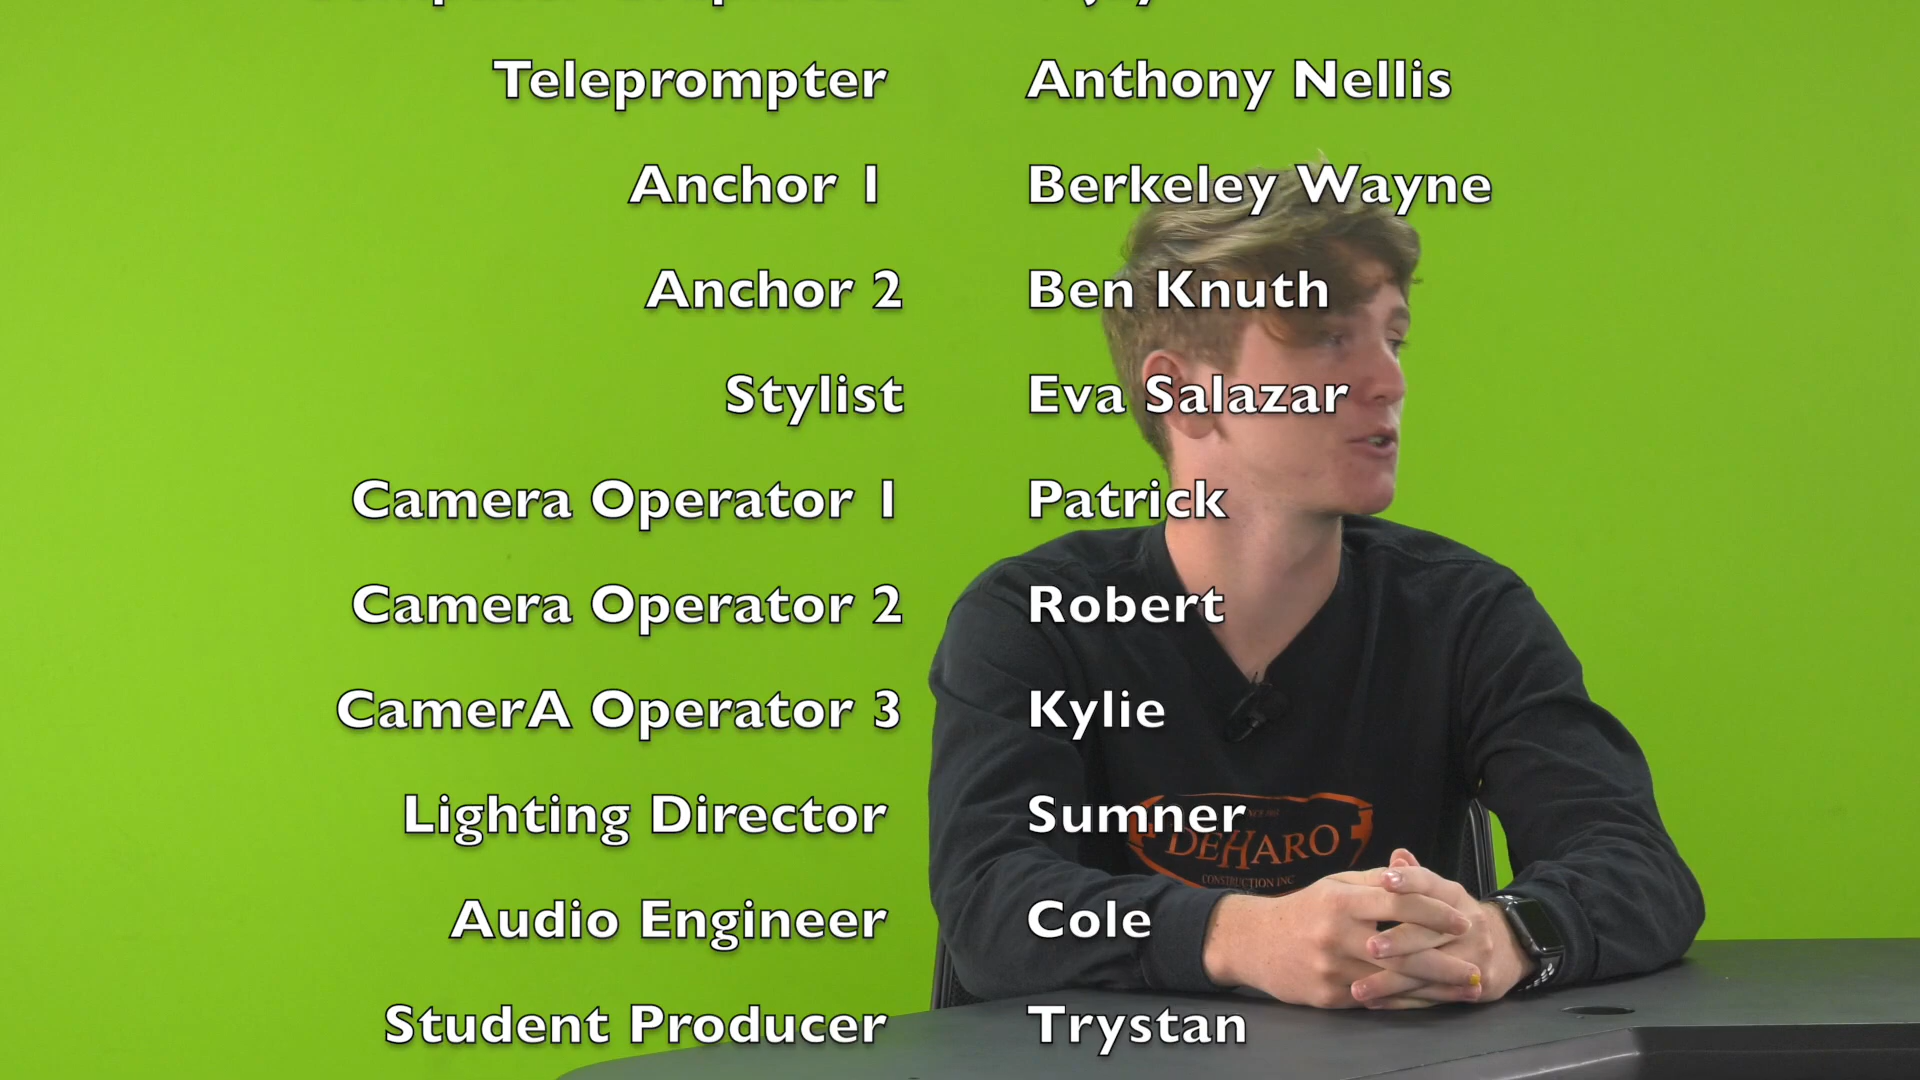 Teleprompter Anthony Nellis
Anchor 1 Berkeley Wayne
Anchor 2 Ben Knuth
Stylist Eva Salazar
Camera Operator 1 Patrick
Camera Operator 2 Robert
CamerA Operator 3 Kylie
Lighting Director Sumner
DEHARO
CONSTRUCTION INC
Audio Engineer Cole
Student Producer Trystan